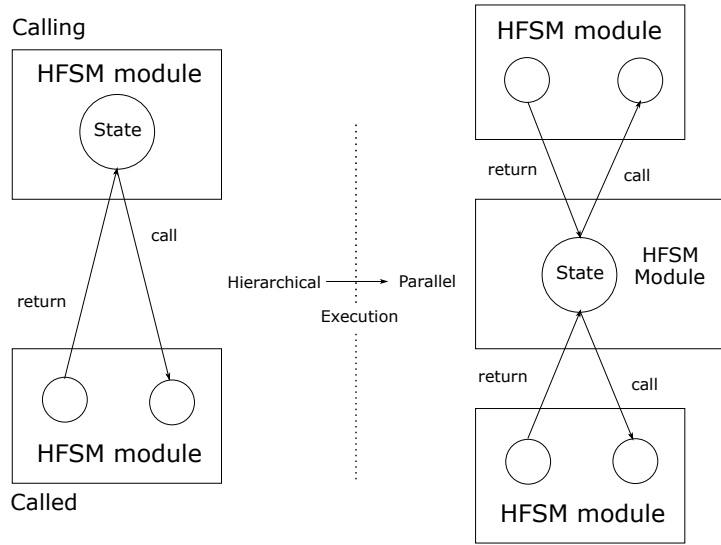 Calling
HFSM module
State
call
return
HFSM module
Called
Hierarchical
Parallel
Execution
HFSM module
return
call
State
HFSM
Module
return
call
HFSM module